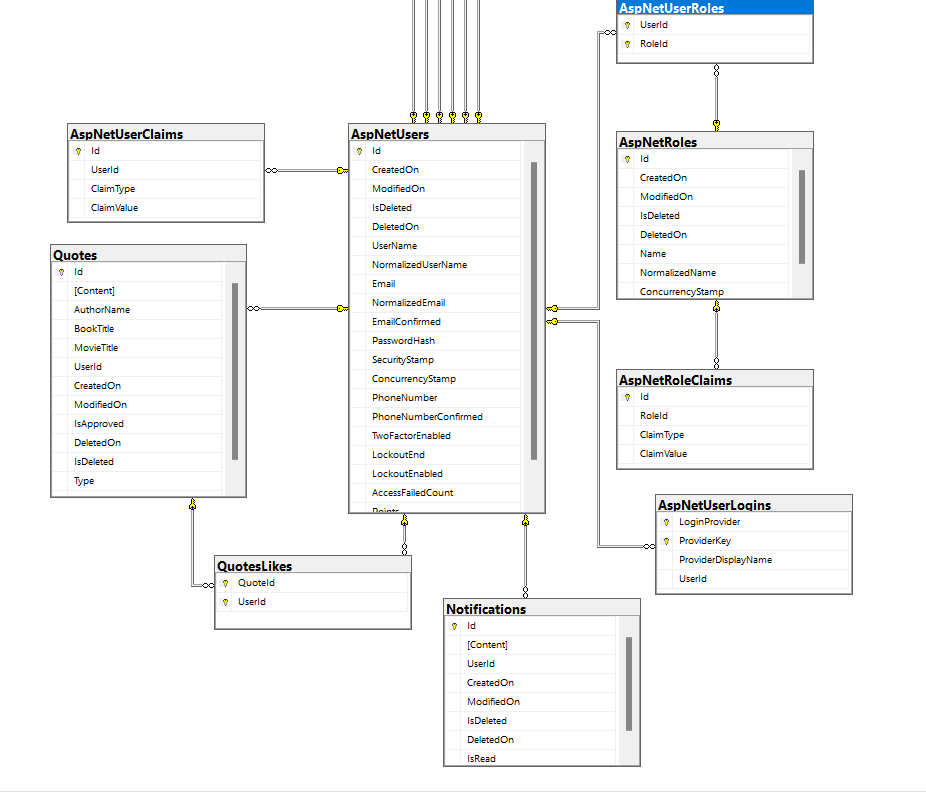 AspNetUserRoles
UserId
RoleId
AspNetUserClaims
Id
UserId
ClaimType
ClaimValue
AspNetUsers
Id
CreatedOn
ModifiedOn
IsDeleted
DeletedOn
UserName
NormalizedUserName
Email
NormalizedEmail
EmailConfirmed
PasswordHash
SecurityStamp
ConcurrencyStamp
PhoneNumber
PhoneNumberConfirmed
TwoFactorEnabled
LockoutEnd
LockoutEnabled
AccessFailedCount
Points
AspNetRoles
Id
CreatedOn
ModifiedOn
IsDeleted
DeletedOn
Name
NormalizedName
ConcurrencyStamp
Quotes
Id
[Content]
AuthorName
BookTitle
MovieTitle
UserId
CreatedOn
ModifiedOn
IsApproved
DeletedOn
IsDeleted
Type
AspNetRoleClaims
Id
RoleId
ClaimType
ClaimValue
AspNetUserLogins
LoginProvider
ProviderKey
ProviderDisplayName
UserId
QuotesLikes
QuoteId
UserId
Notifications
Id
[Content]
UserId
CreatedOn
ModifiedOn
IsDeleted
DeletedOn
IsRead